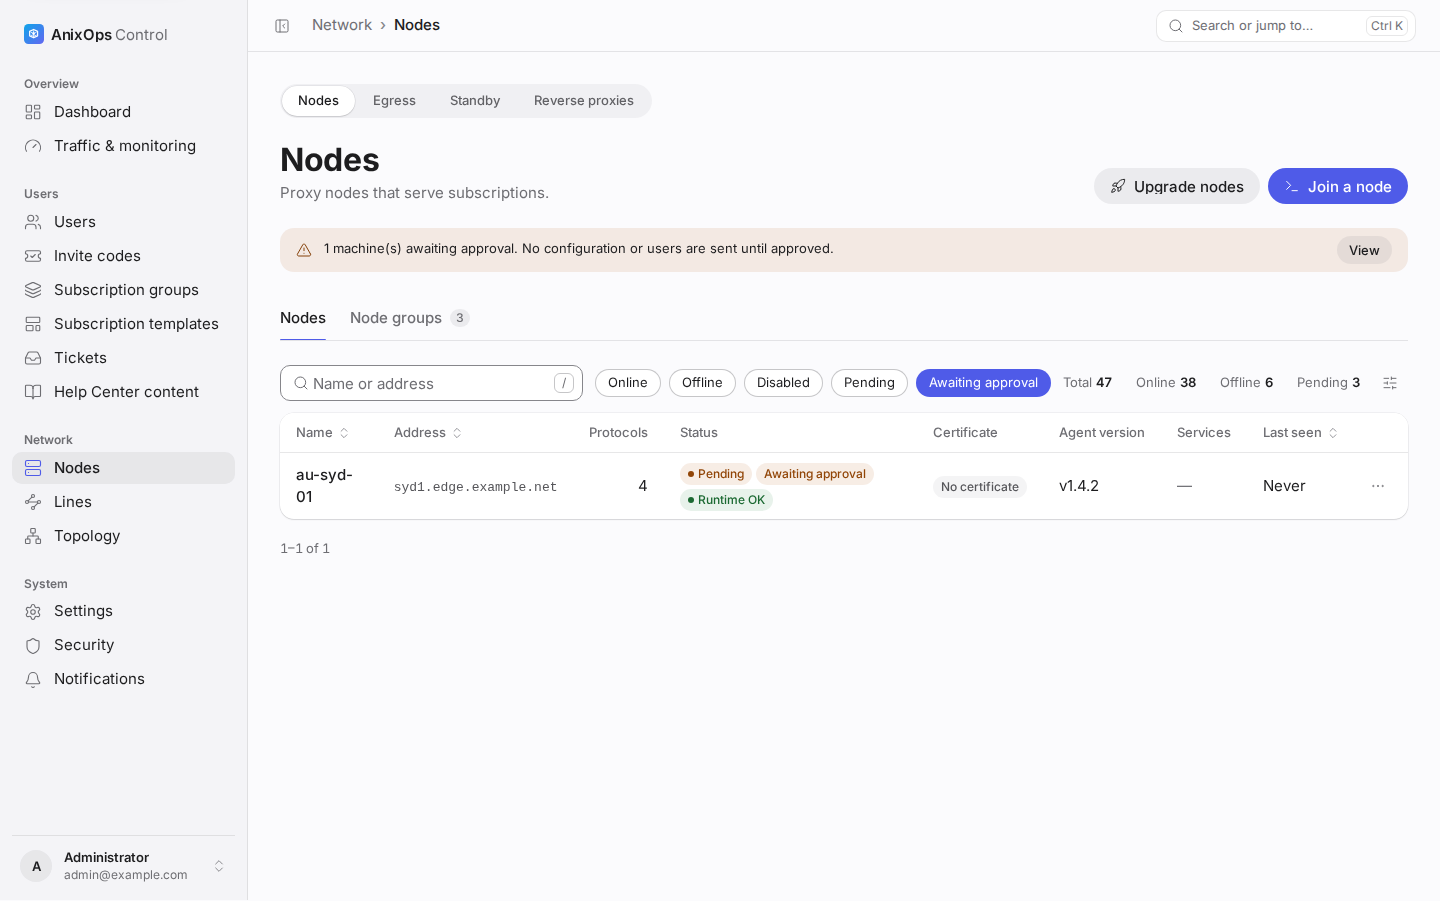 AnixOps Control
Overview
Dashboard
Traffic & monitoring
Users
Users
Invite codes
Subscription groups
Subscription templates
Tickets
Help Center content
Network
Nodes
Lines
Topology
System
Settings
Security
Notifications
A
Administrator
admin@example.com
Network › Nodes
Search or jump to... Ctrl K
Nodes Egress Standby Reverse proxies
Nodes
Proxy nodes that serve subscriptions.
Upgrade nodes Join a node
1 machine(s) awaiting approval. No configuration or users are sent until approved. View
Nodes Node groups 3
Name or address / Online Offline Disabled Pending Awaiting approval Total 47 Online 38 Offline 6 Pending 3
Name Address Protocols Status Certificate Agent version Services Last seen
au-syd-
01
syd1.edge.example.net 4
Pending Awaiting approval
Runtime OK
No certificate v1.4.2 — Never ···
1–1 of 1